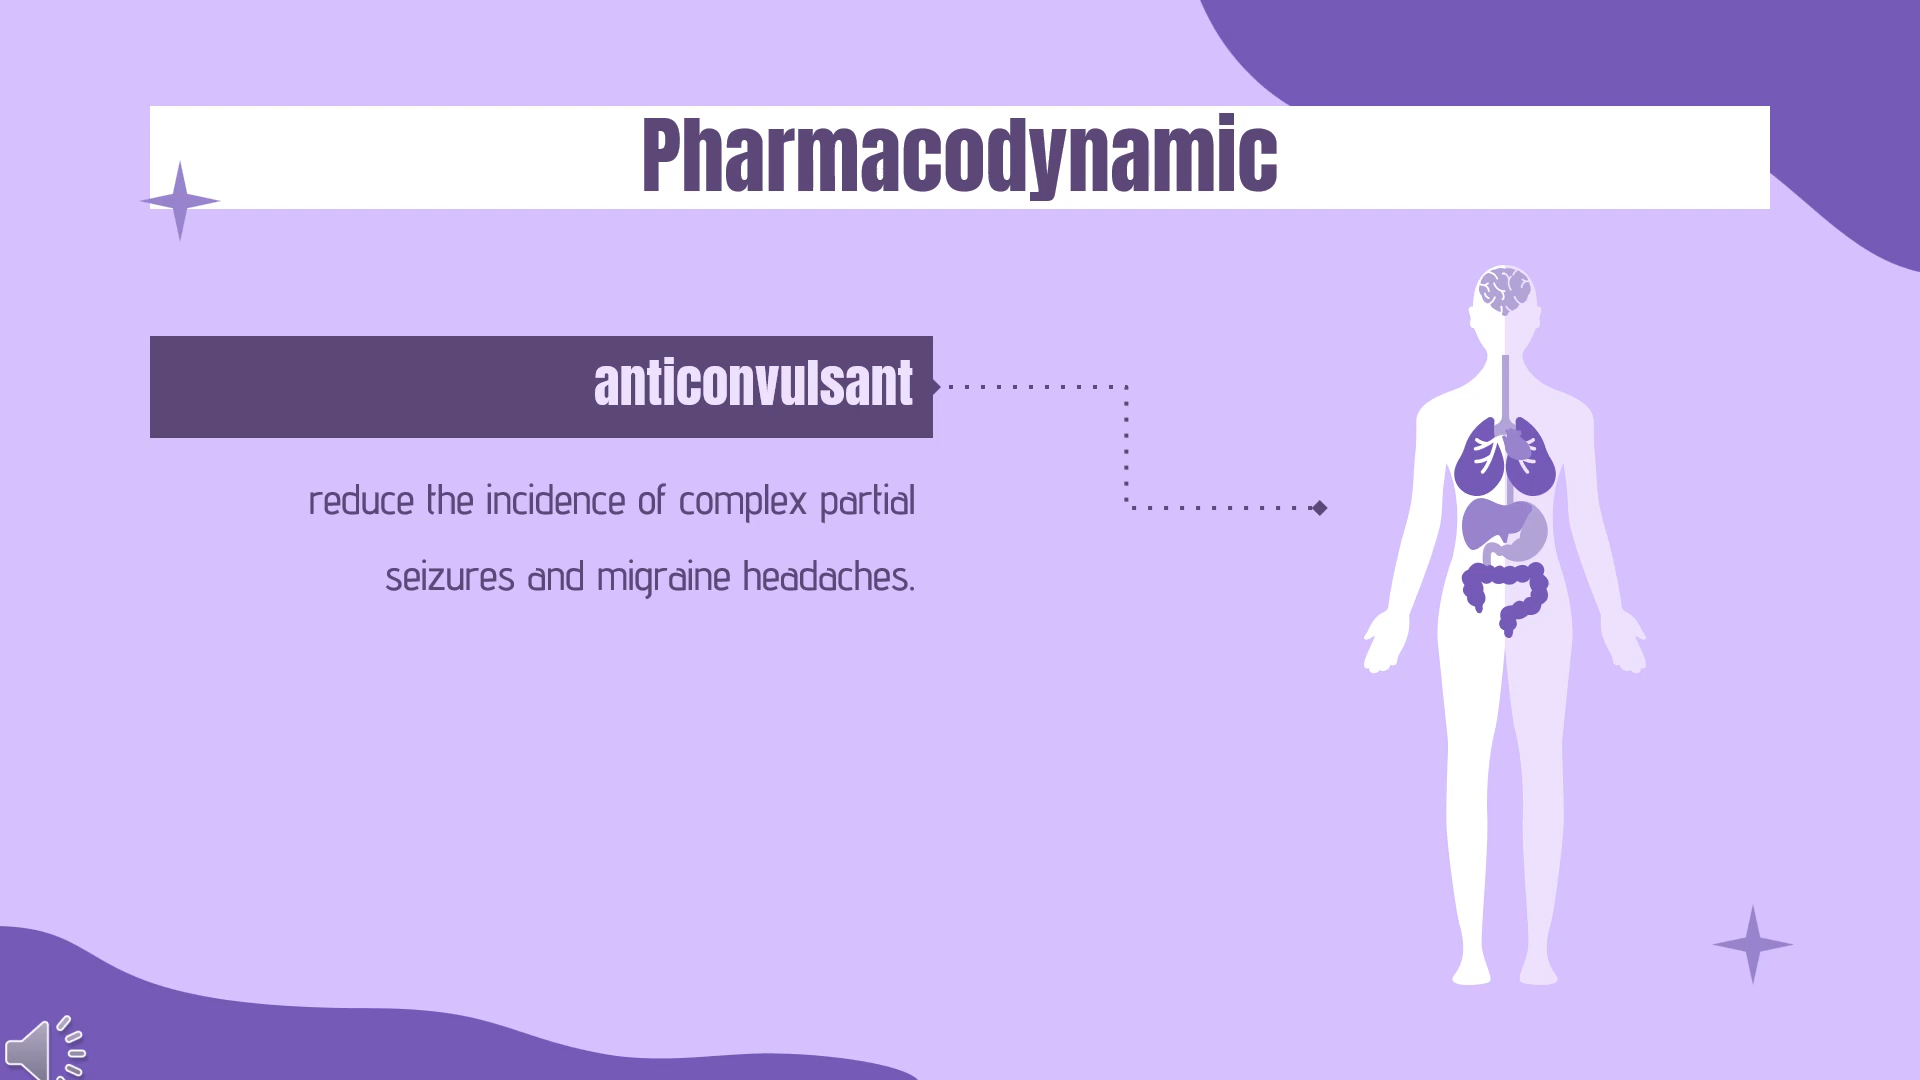 Pharmacodynamic
anticonvulsant
reduce the incidence of complex partial
seizures and migraine headaches.